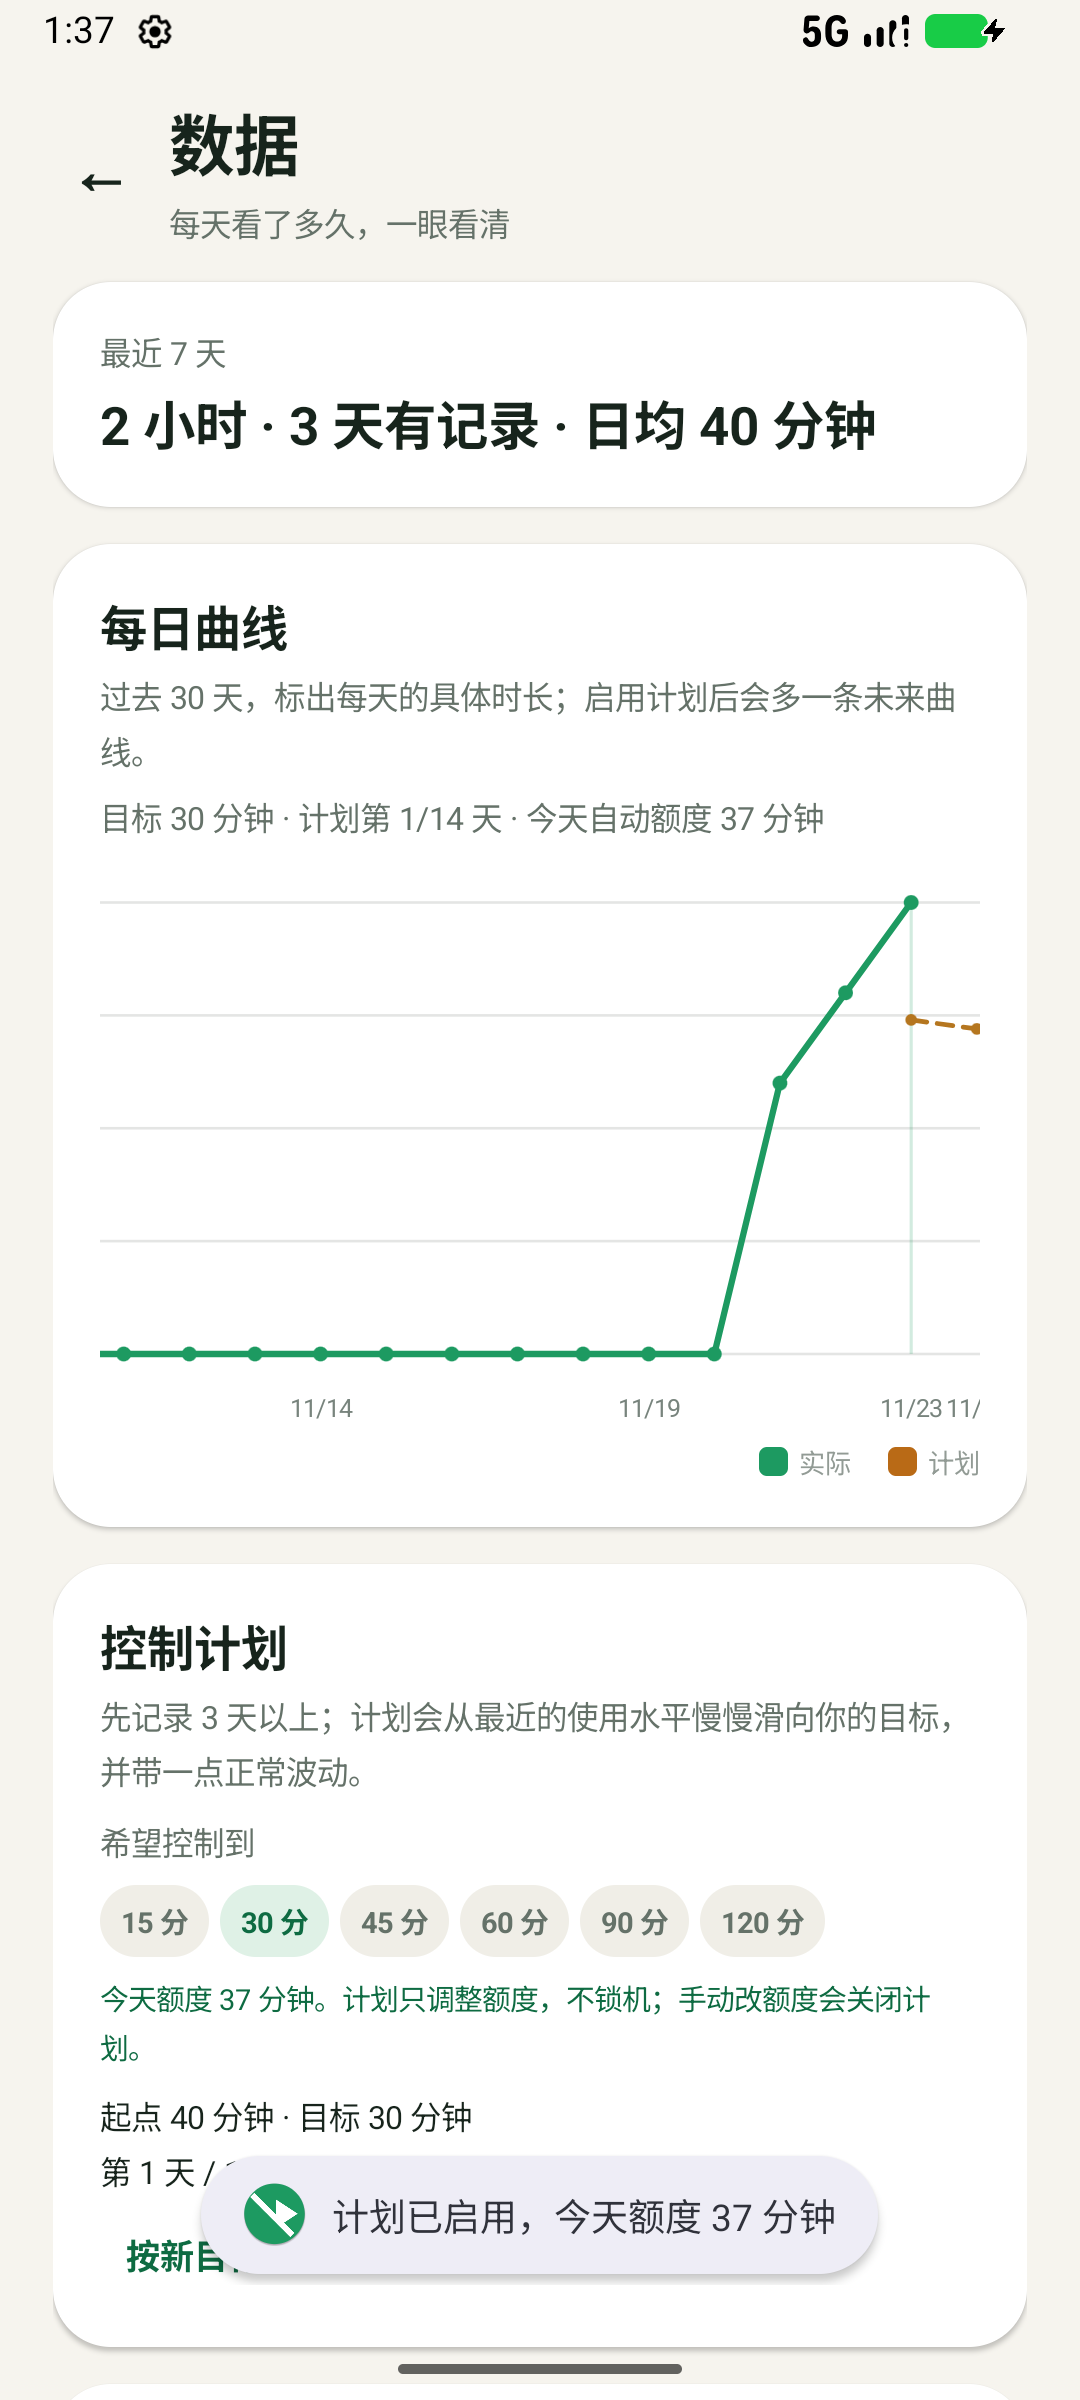 1:37
5G
数据
每天看了多久，一眼看清
最近 7 天
2 小时 · 3 天有记录 · 日均 40 分钟
每日曲线
过去 30 天，标出每天的具体时长；启用计划后会多一条未来曲
线。
目标 30 分钟 · 计划第 1/14 天 · 今天自动额度 37 分钟
11/14 11/19 11/23 11/
实际 计划
控制计划
先记录 3 天以上；计划会从最近的使用水平慢慢滑向你的目标，
并带一点正常波动。
希望控制到
15 分 30 分 45 分 60 分 90 分 120 分
今天额度 37 分钟。计划只调整额度，不锁机；手动改额度会关闭计
划。
起点 40 分钟 · 目标 30 分钟
第 1 天 /
计划已启用，今天额度 37 分钟
按新目